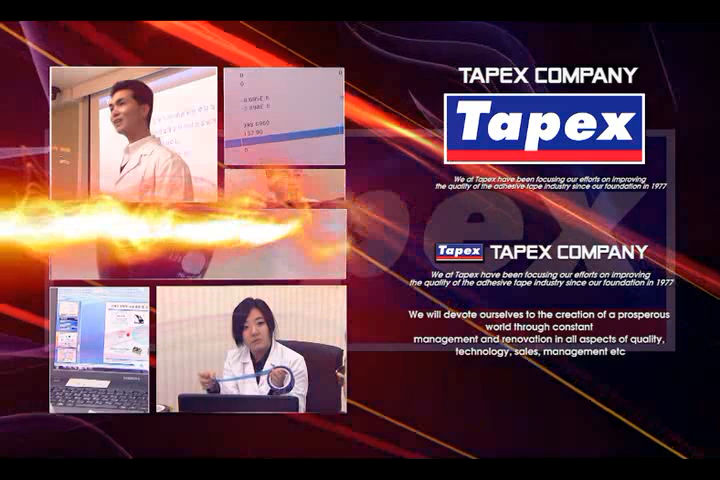 TAPEX COMPANY
Tapex
We at Tapex have been focusing our efforts on improving
the quality of the adhesive tape industry since our foundation in 1977
Tapex TAPEX COMPANY
We at Tapex have been focusing our efforts on improving
the quality of the adhesive tape industry since our foundation in 1977
We will devote ourselves to the creation of a prosperous
world through constant
management and renovation in all aspects of quality,
technology, sales, management etc